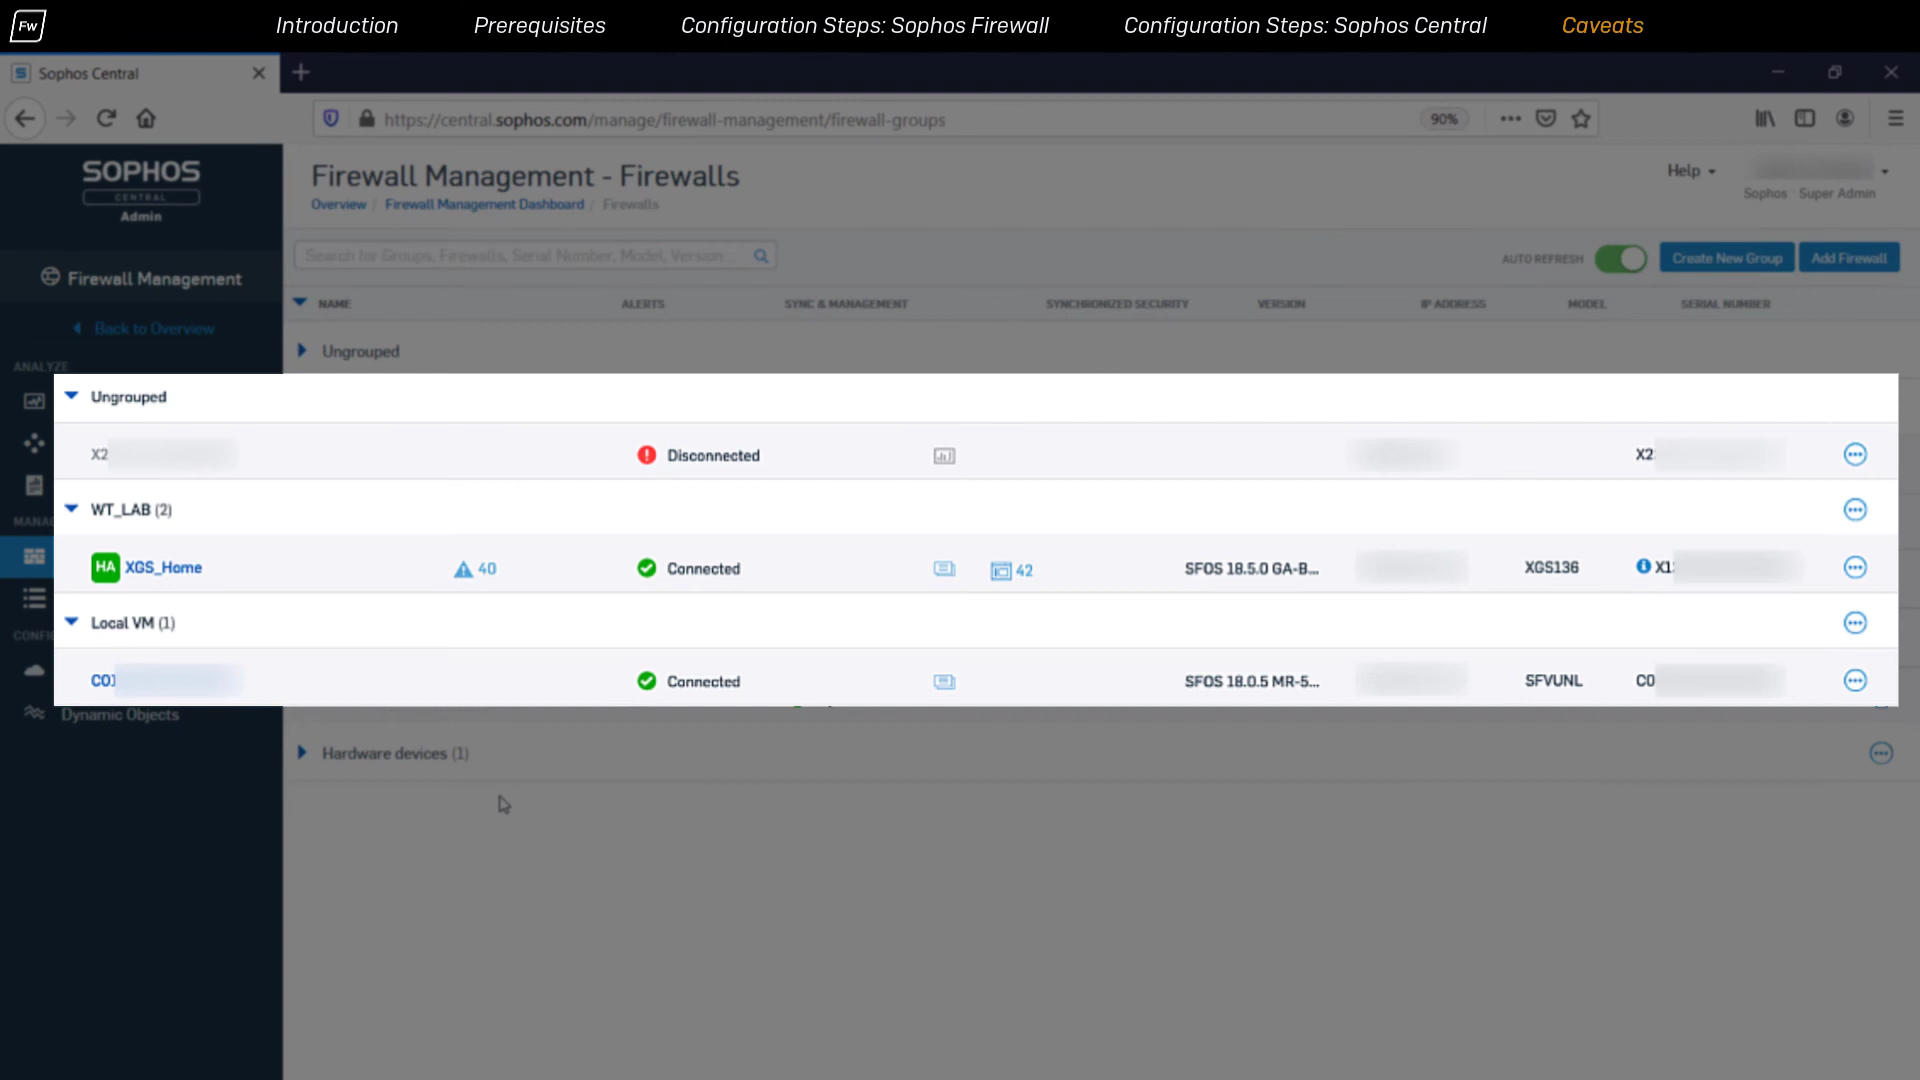 Fw
Introduction
Prerequisites
Configuration Steps: Sophos Firewall
Configuration Steps: Sophos Central
Caveats
Sophos Central
https://central.sophos.com/manage/firewall-management/firewall-groups
90%
SOPHOS
CENTRAL
Admin
Firewall Management
Back to Overview
ANALYZE
Firewall Management - Firewalls
Overview / Firewall Management Dashboard / Firewalls
Help
Sophos · Super Admin
Search for Groups, Firewalls, Serial Number, Model, Version...
AUTO REFRESH
Create New Group
Add Firewall
NAME ALERTS SYNC & MANAGEMENT SYNCHRONIZED SECURITY VERSION IP ADDRESS MODEL SERIAL NUMBER
Ungrouped
Ungrouped
X2 Disconnected X2
WT_LAB (2)
HA XGS_Home 40 Connected 42 SFOS 18.5.0 GA-B... XGS136 X1
Local VM (1)
C01 Connected SFOS 18.0.5 MR-5... SFVUNL C0
MANA
CONFI
Dynamic Objects
Hardware devices (1)